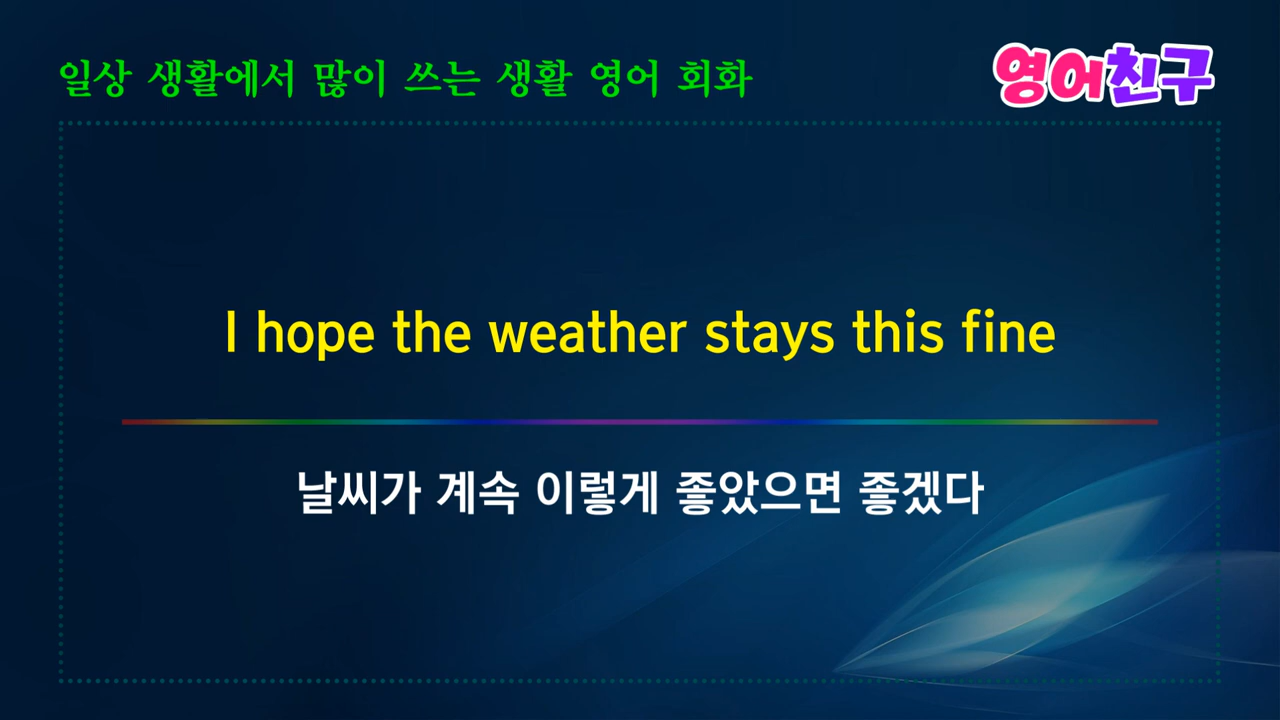 일상 생활에서 많이 쓰는 생활 영어 회화
영어친구
I hope the weather stays this fine
날씨가 계속 이렇게 좋았으면 좋겠다